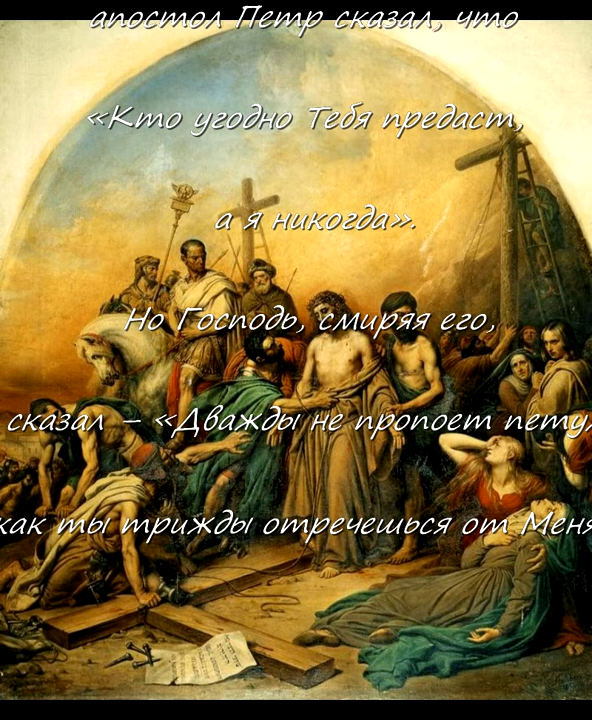 апостол Петр сказал, что
«Кто угодно Тебя предаст,
а я никогда».
Но Господь, смиряя его,
сказал – «Дважды не пропоет пету
как ты трижды отречешься от Меня